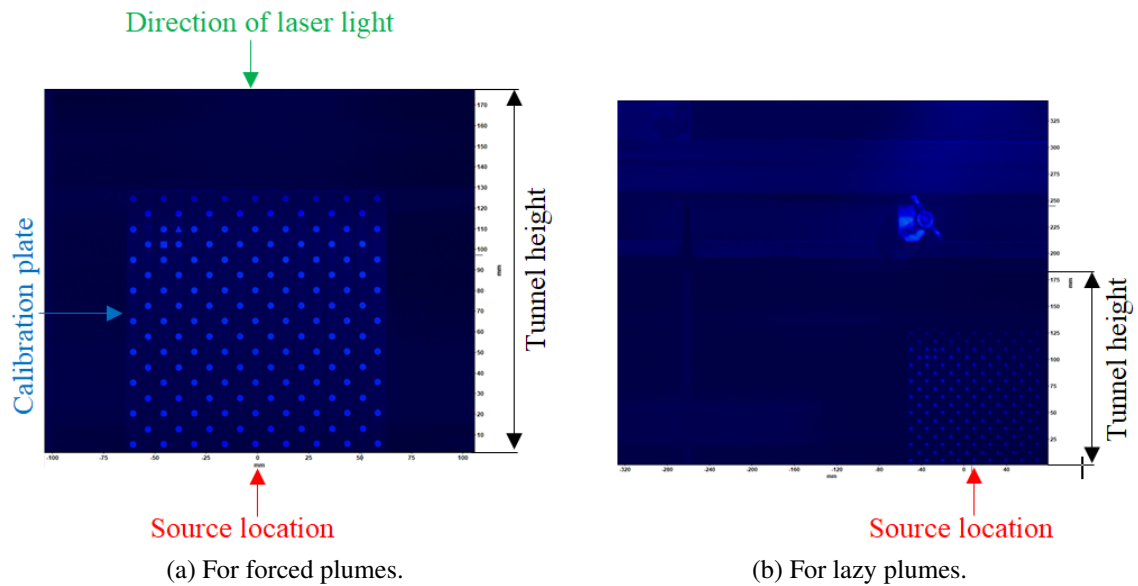 Direction of laser light
170
160
150
140
130
120
110
100
90
80
70
60
50
40
30
20
10
mm
-100 -75 -50 -25 0 25 50 75 100
mm
Calibration plate
Tunnel height
Source location
(a) For forced plumes.
325
300
275
250
225
200
175
150
125
100
75
50
25
mm
-320 -280 -240 -200 -160 -120 -80 -40 0 40
mm
Tunnel height
Source location
(b) For lazy plumes.